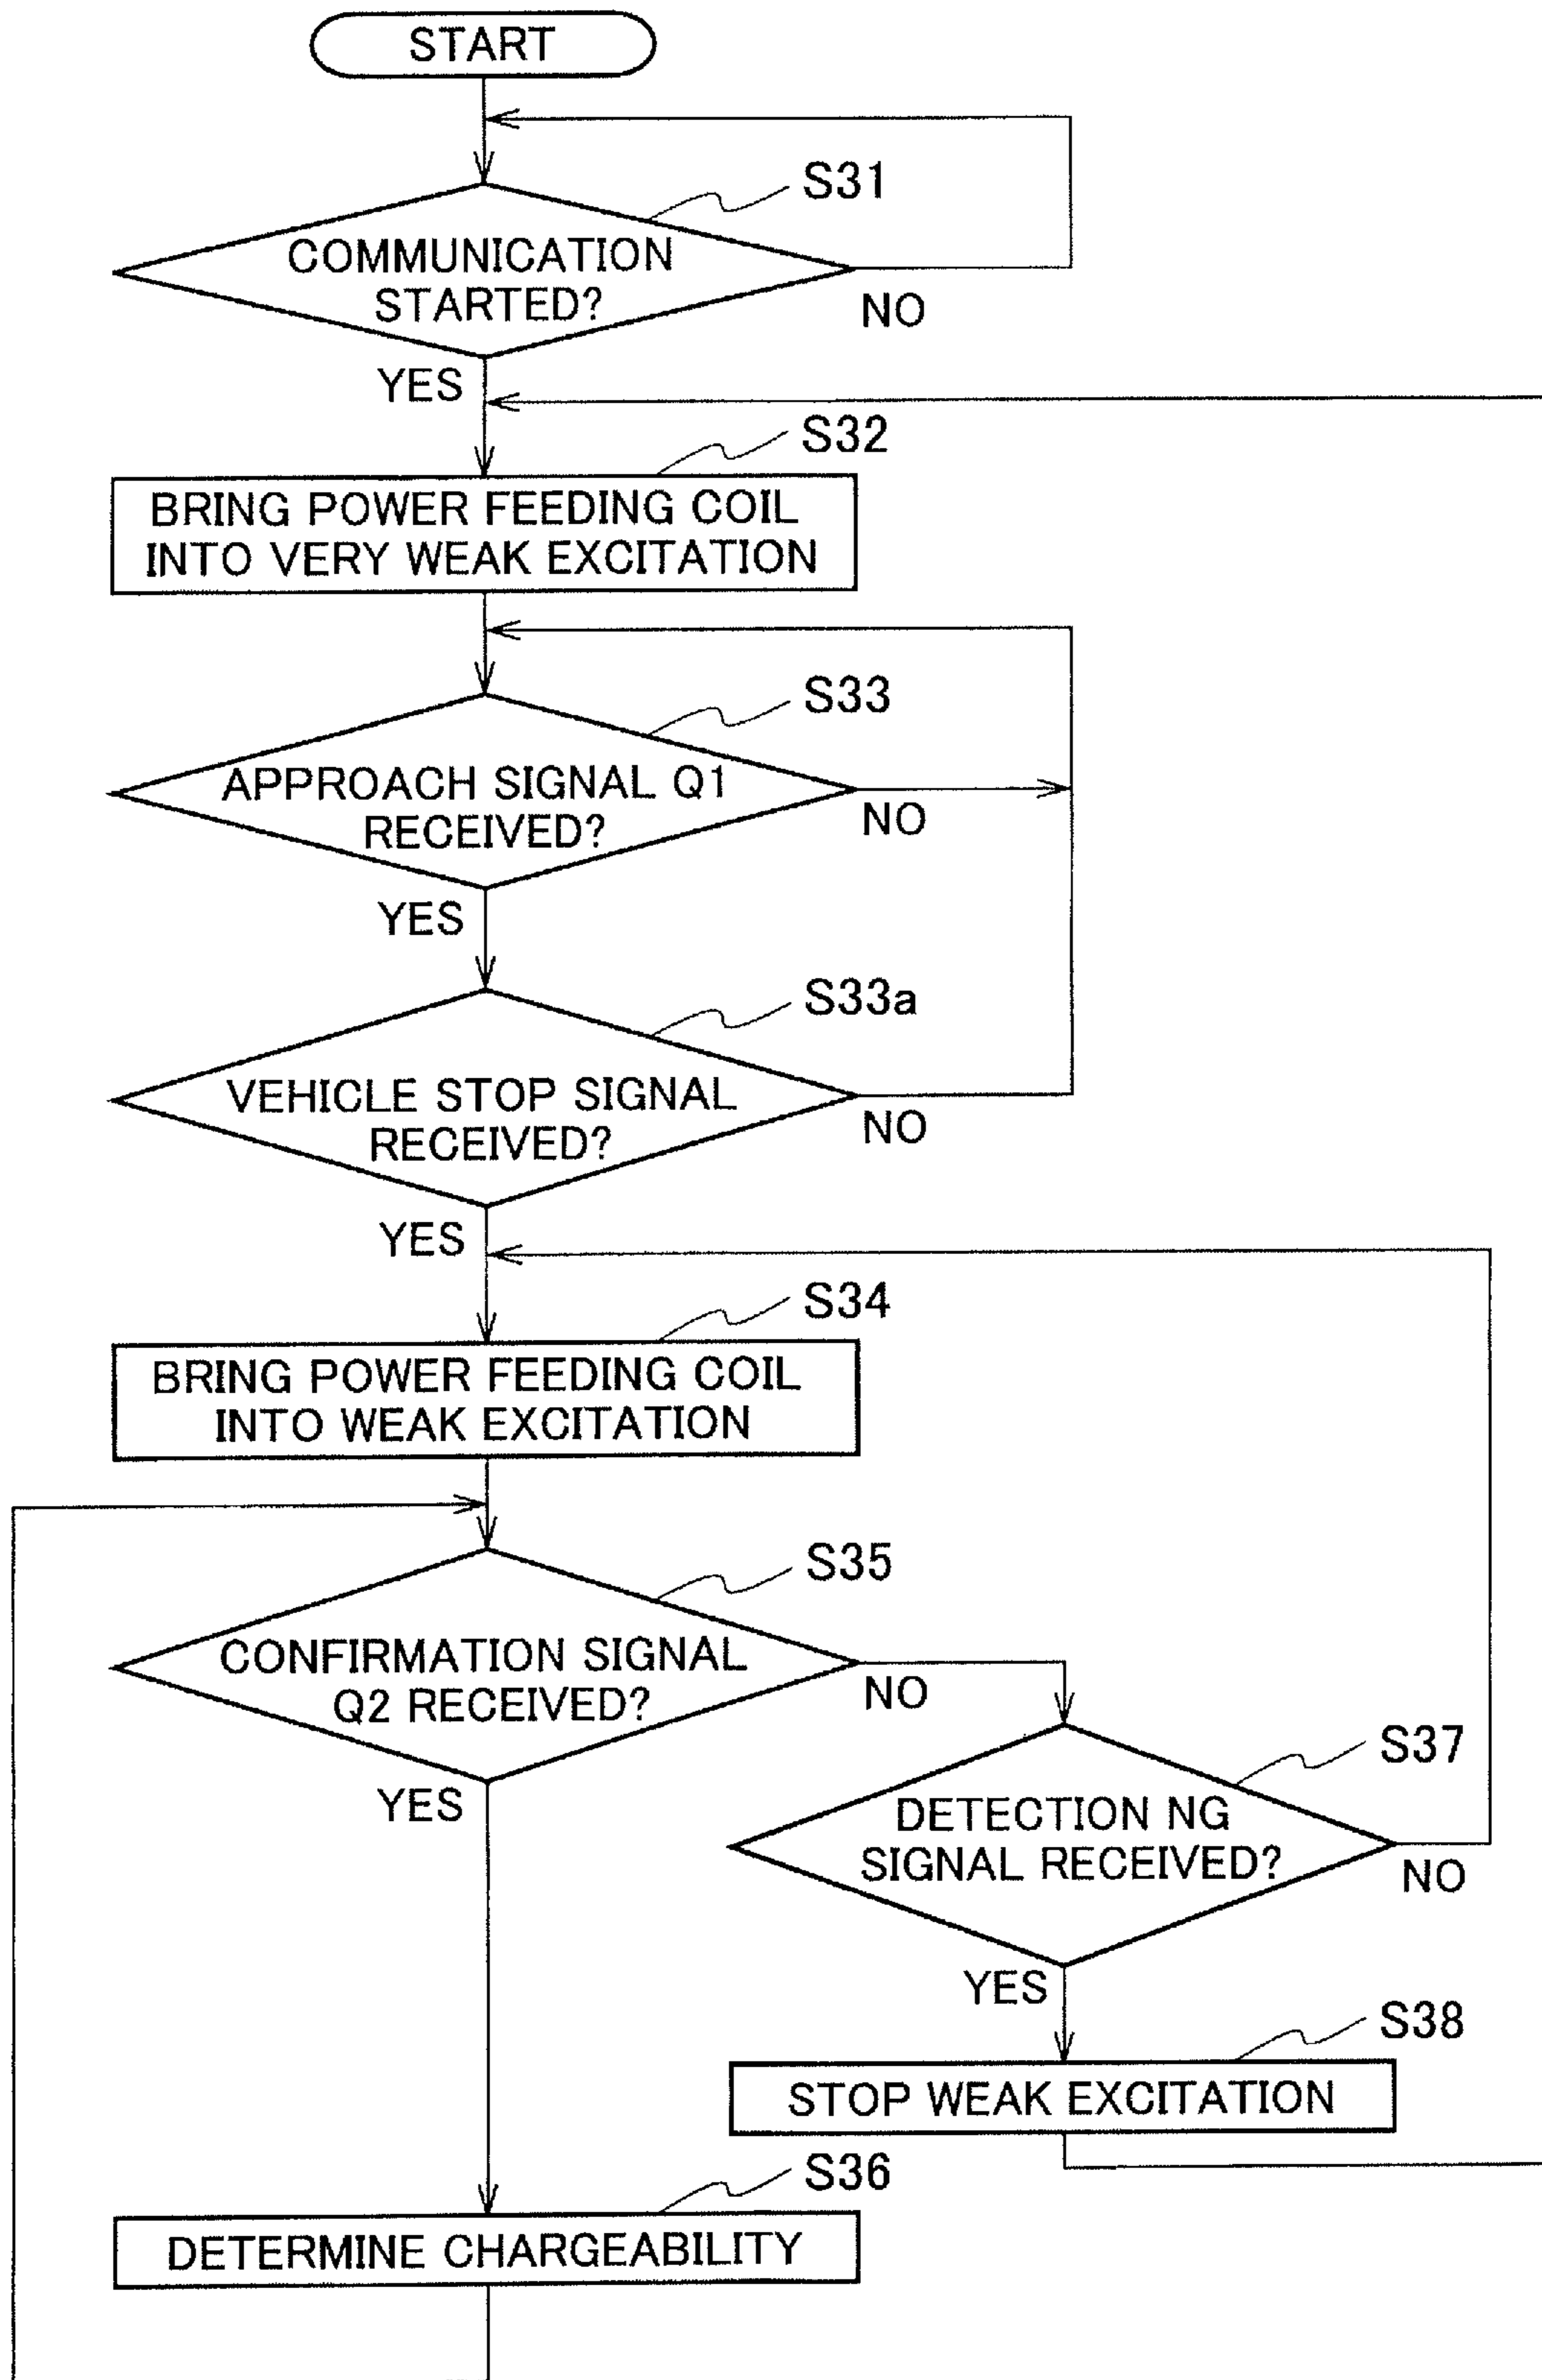 START
S31
COMMUNICATION
STARTED?
NO
YES
S32
BRING POWER FEEDING COIL
INTO VERY WEAK EXCITATION
S33
APPROACH SIGNAL Q1
RECEIVED?
NO
YES
S33a
VEHICLE STOP SIGNAL
RECEIVED?
NO
YES
S34
BRING POWER FEEDING COIL
INTO WEAK EXCITATION
S35
CONFIRMATION SIGNAL
Q2 RECEIVED?
NO
YES
S37
DETECTION NG
SIGNAL RECEIVED?
NO
YES
S38
STOP WEAK EXCITATION
S36
DETERMINE CHARGEABILITY